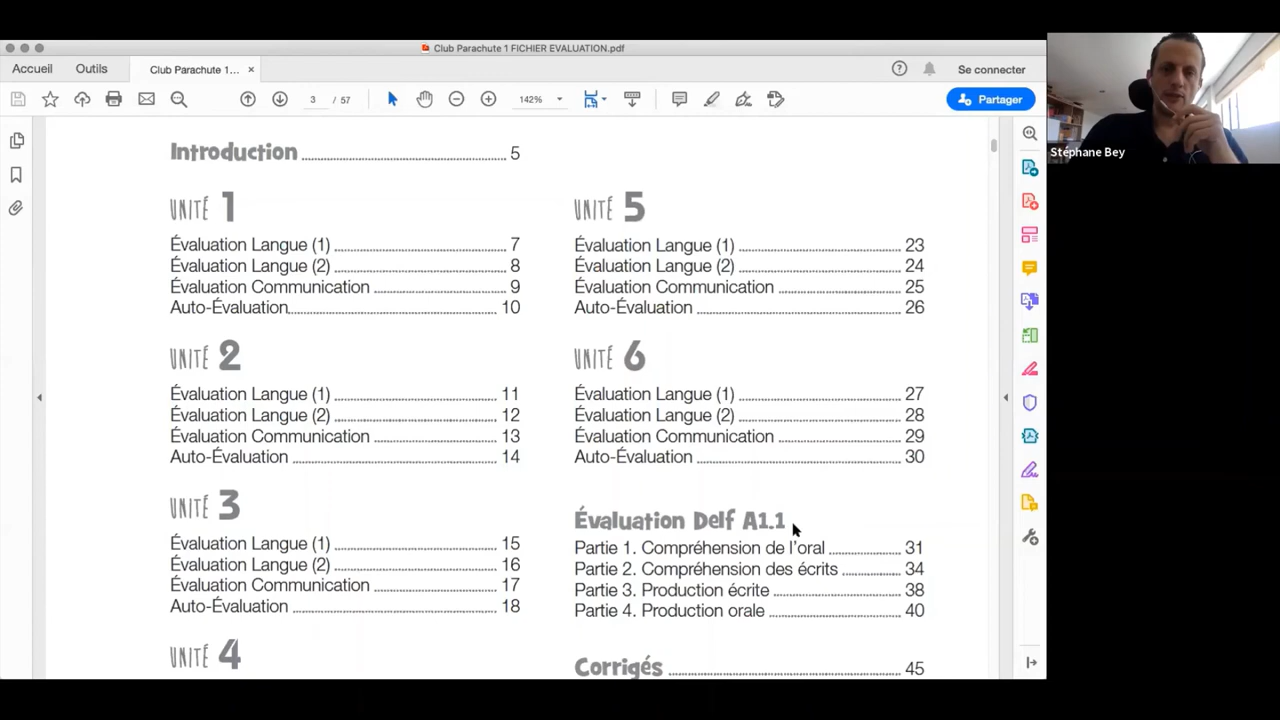 Club Parachute 1 FICHIER EVALUATION.pdf
Accueil
Outils
Club Parachute 1...
Se connecter
3 / 57
142%
Partager
Stéphane Bey
Introduction 5
UNITÉ 1
Évaluation Langue (1) 7
Évaluation Langue (2) 8
Évaluation Communication 9
Auto-Évaluation 10
UNITÉ 2
Évaluation Langue (1) 11
Évaluation Langue (2) 12
Évaluation Communication 13
Auto-Évaluation 14
UNITÉ 3
Évaluation Langue (1) 15
Évaluation Langue (2) 16
Évaluation Communication 17
Auto-Évaluation 18
UNITÉ 4
UNITÉ 5
Évaluation Langue (1) 23
Évaluation Langue (2) 24
Évaluation Communication 25
Auto-Évaluation 26
UNITÉ 6
Évaluation Langue (1) 27
Évaluation Langue (2) 28
Évaluation Communication 29
Auto-Évaluation 30
Évaluation Delf A1.1
Partie 1. Compréhension de l'oral 31
Partie 2. Compréhension des écrits 34
Partie 3. Production écrite 38
Partie 4. Production orale 40
Corrigés 45